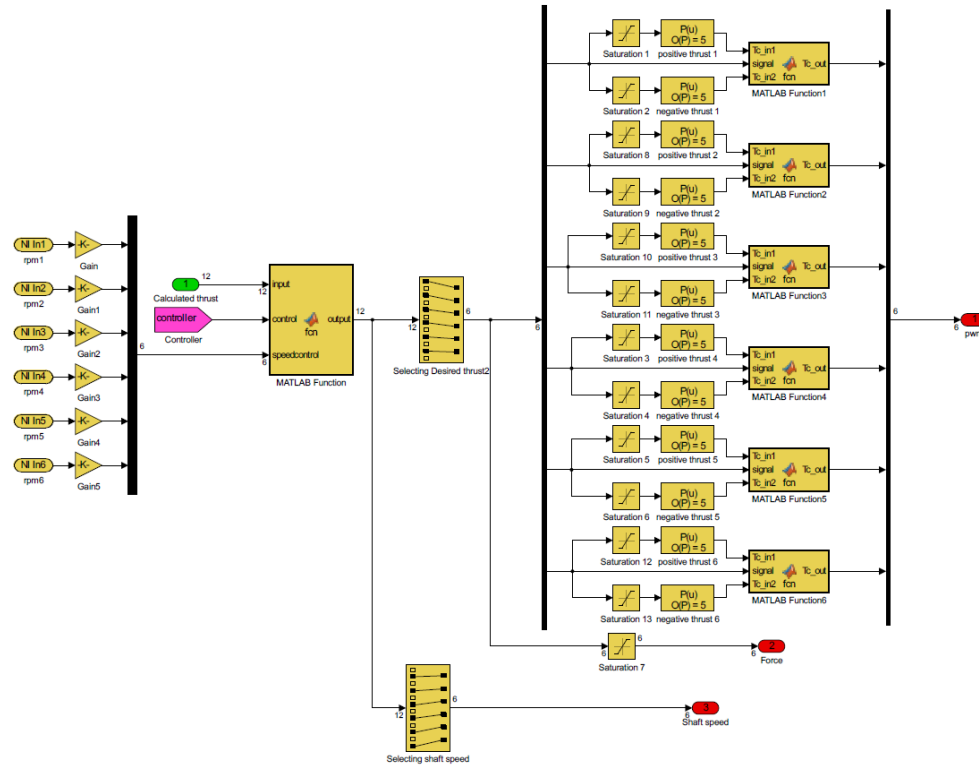 NI In1
rpm1
-K-
Gain
NI In2
rpm2
-K-
Gain1
NI In3
rpm3
-K-
Gain2
NI In4
rpm4
-K-
Gain3
NI In5
rpm5
-K-
Gain4
NI In6
rpm6
-K-
Gain5
6
1
12
Calculated thrust
12
controller
Controller
6
input
control
speedcontrol
fcn
output
MATLAB Function
12
12
Selecting Desired thrust2
6
6
Saturation 1
P(u)
O(P) = 5
positive thrust 1
Saturation 2
P(u)
O(P) = 5
negative thrust 1
Tc_in1
signal
Tc_in2
fcn
Tc_out
MATLAB Function1
Saturation 8
P(u)
O(P) = 5
positive thrust 2
Saturation 9
P(u)
O(P) = 5
negative thrust 2
Tc_in1
signal
Tc_in2
fcn
Tc_out
MATLAB Function2
Saturation 10
P(u)
O(P) = 5
positive thrust 3
Saturation 11
P(u)
O(P) = 5
negative thrust 3
Tc_in1
signal
Tc_in2
fcn
Tc_out
MATLAB Function3
Saturation 3
P(u)
O(P) = 5
positive thrust 4
Saturation 4
P(u)
O(P) = 5
negative thrust 4
Tc_in1
signal
Tc_in2
fcn
Tc_out
MATLAB Function4
Saturation 5
P(u)
O(P) = 5
positive thrust 5
Saturation 6
P(u)
O(P) = 5
negative thrust 5
Tc_in1
signal
Tc_in2
fcn
Tc_out
MATLAB Function5
Saturation 12
P(u)
O(P) = 5
positive thrust 6
Saturation 13
P(u)
O(P) = 5
negative thrust 6
Tc_in1
signal
Tc_in2
fcn
Tc_out
MATLAB Function6
6
6
1
pwr
6
6
Saturation 7
6
2
Force
12
Selecting shaft speed
6
6
3
Shaft speed